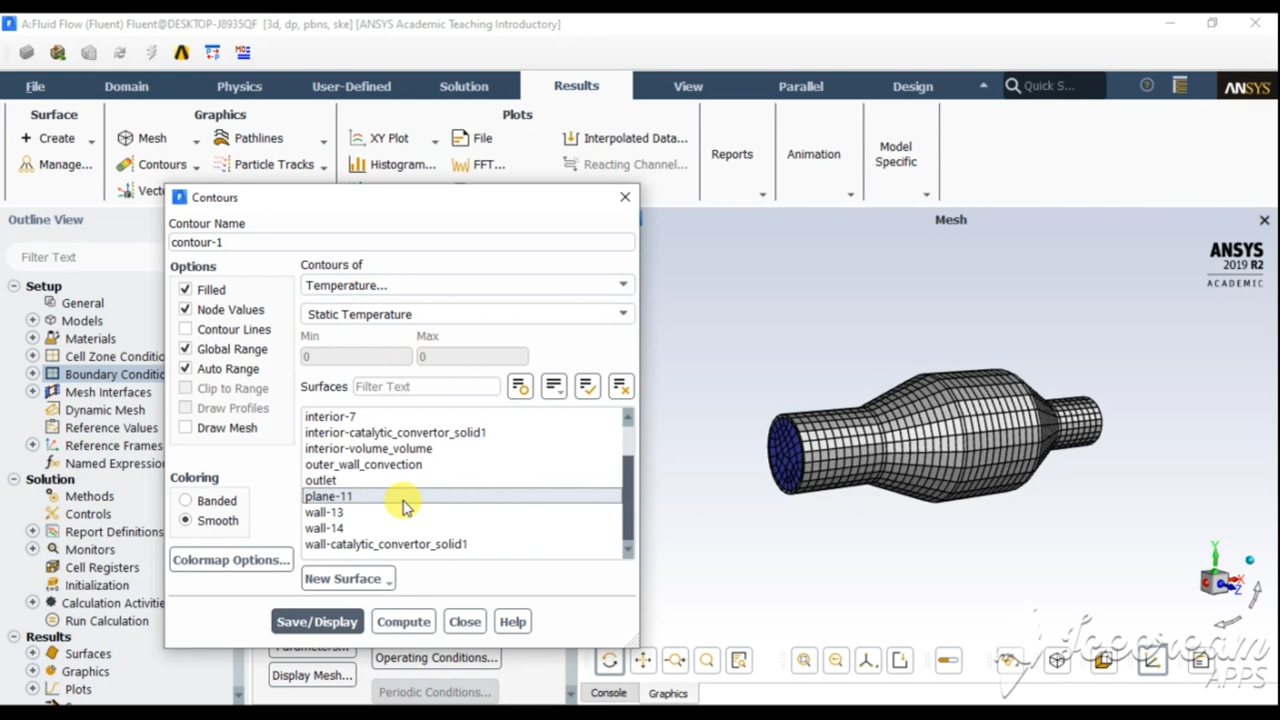 A:Fluid Flow (Fluent) Fluent@DESKTOP-J8935QF [3d, dp, pbns, ske] [ANSYS Academic Teaching Introductory]
File Domain Physics User-Defined Solution Results View Parallel Design Quick S... ANSYS
Surface Graphics Plots
Create Mesh Pathlines XY Plot File Interpolated Data... Reports Animation Model Specific
Manage... Contours Particle Tracks Histogram... FFT... Reacting Channel...
Contours
Contour Name
contour-1
Options
Filled
Node Values
Contour Lines
Global Range
Auto Range
Clip to Range
Draw Profiles
Draw Mesh
Coloring
Banded
Smooth
Colormap Options...
Contours of
Temperature...
Static Temperature
Min Max
0 0
Surfaces Filter Text
interior-7
interior-catalytic_convertor_solid1
interior-volume_volume
outer_wall_convection
outlet
plane-11
wall-13
wall-14
wall-catalytic_convertor_solid1
New Surface
Save/Display Compute Close Help
Outline View
Filter Text
Setup
General
Models
Materials
Cell Zone Conditi
Boundary Conditi
Mesh Interfaces
Dynamic Mesh
Reference Values
Reference Frames
Named Expression
Solution
Methods
Controls
Report Definitions
Monitors
Cell Registers
Initialization
Calculation Activitie
Run Calculation
Results
Surfaces
Graphics
Plots
Operating Conditions...
Display Mesh...
Periodic Conditions...
Mesh
ANSYS
2019 R2
ACADEMIC
Y
X
Z
Console Graphics
Icecream
APPS